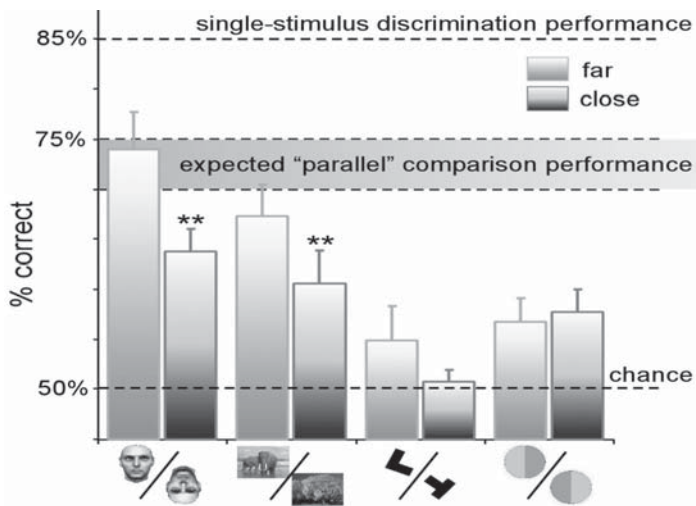 single-stimulus discrimination performance
85%
far
close
75%
expected "parallel" comparison performance
% correct
**
**
chance
50%